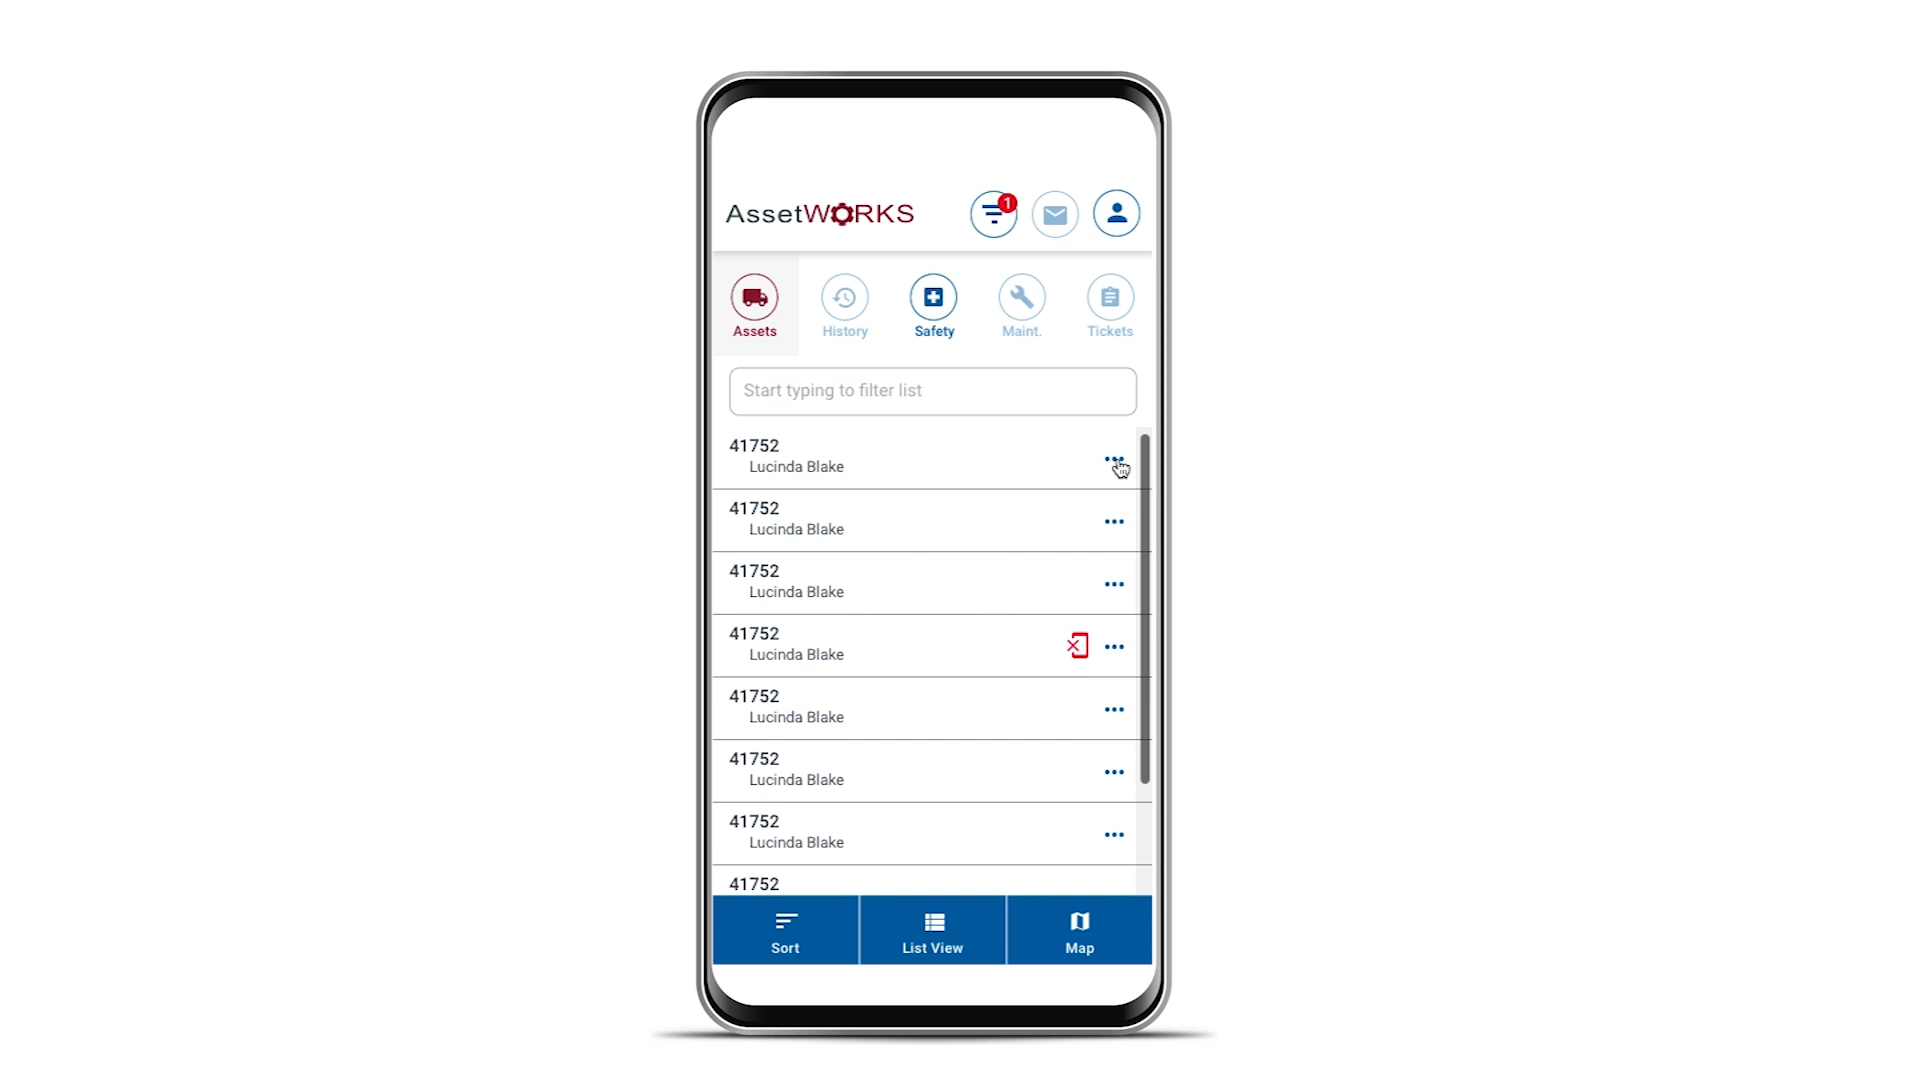 AssetWORKS
1
Assets
History
Safety
Maint.
Tickets
Start typing to filter list
41752
Lucinda Blake
41752
Lucinda Blake
41752
Lucinda Blake
41752
Lucinda Blake
41752
Lucinda Blake
41752
Lucinda Blake
41752
Lucinda Blake
41752
Sort
List View
Map